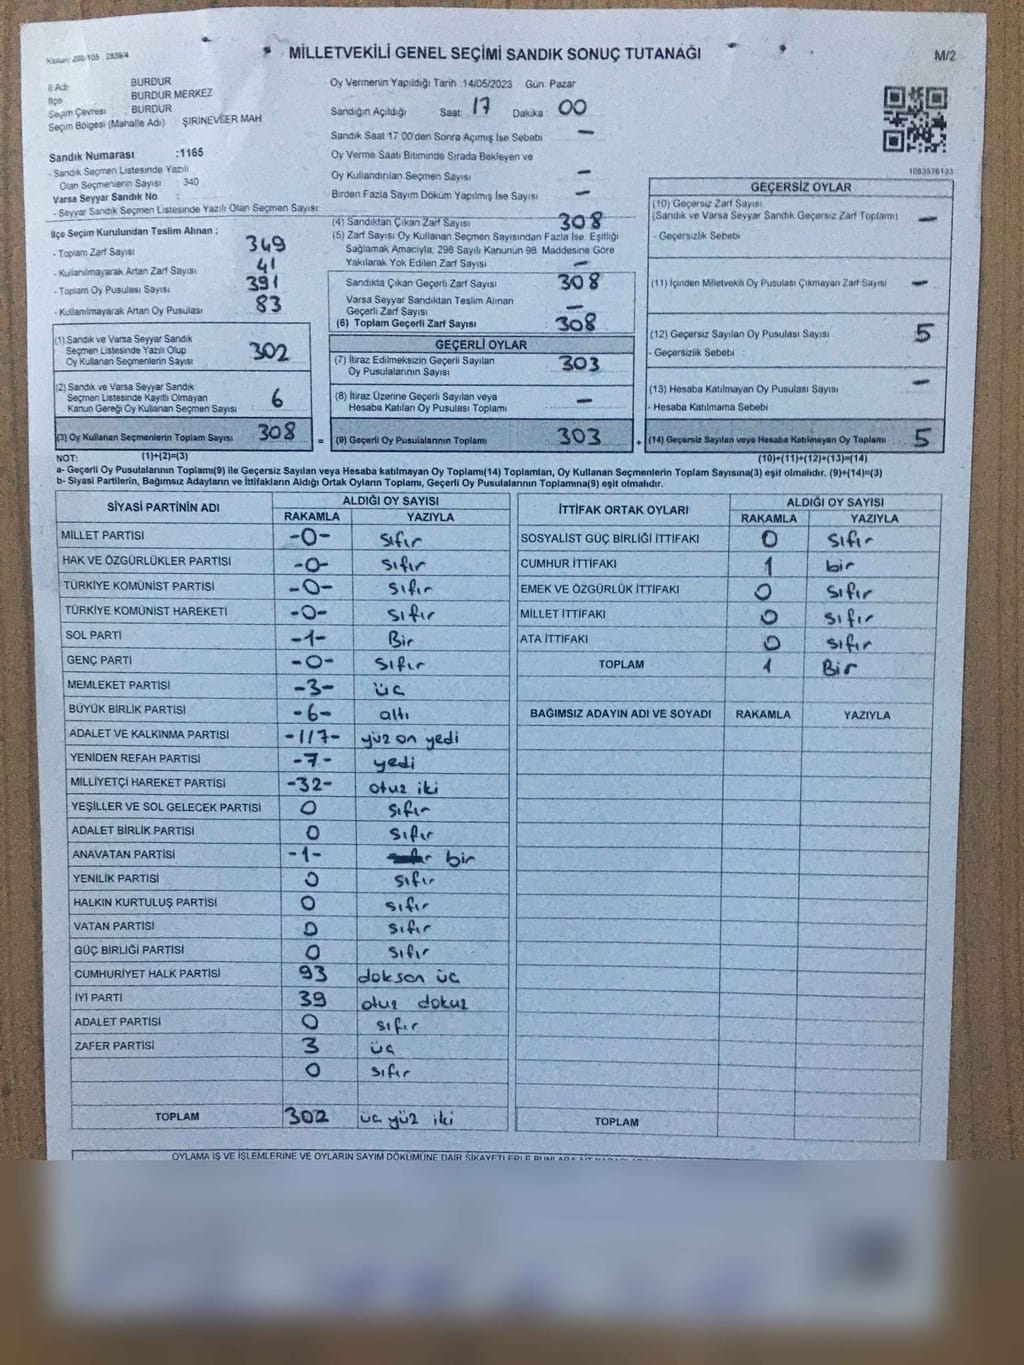 MİLLETVEKİLİ GENEL SEÇİMİ SANDIK SONUÇ TUTANAĞI
M/2
İl Adı BURDUR
İlçe BURDUR MERKEZ
Seçim Çevresi BURDUR
Seçim Bölgesi (Mahalle Adı) ŞİRİNEVLER MAH
Sandık Numarası :1165
- Sandık Seçmen Listesinde Yazılı
Olan Seçmenlerin Sayısı : 340
Varsa Seyyar Sandık No :
- Seyyar Sandık Seçmen Listesinde Yazılı Olan Seçmen Sayısı:
Oy Vermenin Yapıldığı Tarih :14/05/2023 Gün: Pazar
Sandığın Açıldığı Saat: 17 Dakika 00
Sandık Saat 17:00'den Sonra Açılmış İse Sebebi —
Oy Verme Saati Bitiminde Sırada Bekleyen ve
Oy Kullandırılan Seçmen Sayısı —
Birden Fazla Sayım Döküm Yapılmış İse Sayısı —
1083576133
İlçe Seçim Kurulundan Teslim Alınan ;
- Toplam Zarf Sayısı 349
- Kullanılmayarak Artan Zarf Sayısı 41
- Toplam Oy Pusulası Sayısı 391
- Kullanılmayarak Artan Oy Pusulası 83
(1) Sandık ve Varsa Seyyar Sandık
Seçmen Listesinde Yazılı Olup
Oy Kullanan Seçmenlerin Sayısı 302
(2) Sandık ve Varsa Seyyar Sandık
Seçmen Listesinde Kayıtlı Olmayan
Kanun Gereği Oy Kullanan Seçmen Sayısı 6
(3) Oy Kullanan Seçmenlerin Toplam Sayısı 308
(4) Sandıktan Çıkan Zarf Sayısı 308
(5) Zarf Sayısı Oy Kullanan Seçmen Sayısından Fazla İse, Eşitliği
Sağlamak Amacıyla; 298 Sayılı Kanunun 98. Maddesine Göre
Yakılarak Yok Edilen Zarf Sayısı —
Sandıkta Çıkan Geçerli Zarf Sayısı 308
Varsa Seyyar Sandıktan Teslim Alınan
Geçerli Zarf Sayısı —
(6) Toplam Geçerli Zarf Sayısı 308
GEÇERLİ OYLAR
(7) İtiraz Edilmeksizin Geçerli Sayılan
Oy Pusulalarının Sayısı 303
(8) İtiraz Üzerine Geçerli Sayılan veya
Hesaba Katılan Oy Pusulası Toplamı —
= (9) Geçerli Oy Pusulalarının Toplamı 303
GEÇERSİZ OYLAR
(10) Geçersiz Zarf Sayısı
(Sandık ve Varsa Seyyar Sandık Geçersiz Zarf Toplamı) —
- Geçersizlik Sebebi
(11) İçinden Milletvekili Oy Pusulası Çıkmayan Zarf Sayısı —
(12) Geçersiz Sayılan Oy Pusulası Sayısı 5
- Geçersizlik Sebebi :
(13) Hesaba Katılmayan Oy Pusulası Sayısı —
- Hesaba Katılmama Sebebi
+ (14) Geçersiz Sayılan veya Hesaba Katılmayan Oy Toplamı 5
NOT: (1)+(2)=(3)
(10)+(11)+(12)+(13)=(14)
a- Geçerli Oy Pusulalarının Toplamı(9) ile Geçersiz Sayılan veya Hesaba katılmayan Oy Toplamı(14) Toplamları, Oy Kullanan Seçmenlerin Toplam Sayısına(3) eşit olmalıdır. (9)+(14)=(3)
b- Siyasi Partilerin, Bağımsız Adayların ve İttifakların Aldığı Ortak Oyların Toplamı, Geçerli Oy Pusulalarının Toplamına(9) eşit olmalıdır.
SİYASİ PARTİNİN ADI ALDIĞI OY SAYISI
RAKAMLA YAZIYLA
MİLLET PARTİSİ -0- sıfır
HAK VE ÖZGÜRLÜKLER PARTİSİ -0- sıfır
TÜRKİYE KOMÜNİST PARTİSİ -0- sıfır
TÜRKİYE KOMÜNİST HAREKETİ -0- sıfır
SOL PARTİ -1- Bir
GENÇ PARTİ -0- sıfır
MEMLEKET PARTİSİ -3- üç
BÜYÜK BİRLİK PARTİSİ -6- altı
ADALET VE KALKINMA PARTİSİ -117- yüz on yedi
YENİDEN REFAH PARTİSİ -7- yedi
MİLLİYETÇİ HAREKET PARTİSİ -32- otuz iki
YEŞİLLER VE SOL GELECEK PARTİSİ 0 sıfır
ADALET BİRLİK PARTİSİ 0 sıfır
ANAVATAN PARTİSİ -1- bir
YENİLİK PARTİSİ 0 sıfır
HALKIN KURTULUŞ PARTİSİ 0 sıfır
VATAN PARTİSİ 0 sıfır
GÜÇ BİRLİĞİ PARTİSİ 0 sıfır
CUMHURİYET HALK PARTİSİ 93 doksan üç
İYİ PARTİ 39 otuz dokuz
ADALET PARTİSİ 0 sıfır
ZAFER PARTİSİ 3 üç
0 sıfır
TOPLAM 302 üç yüz iki
İTTİFAK ORTAK OYLARI ALDIĞI OY SAYISI
RAKAMLA YAZIYLA
SOSYALİST GÜÇ BİRLİĞİ İTTİFAKI 0 sıfır
CUMHUR İTTİFAKI 1 bir
EMEK VE ÖZGÜRLÜK İTTİFAKI 0 sıfır
MİLLET İTTİFAKI 0 sıfır
ATA İTTİFAKI 0 sıfır
TOPLAM 1 Bir
BAĞIMSIZ ADAYIN ADI VE SOYADI RAKAMLA YAZIYLA
TOPLAM